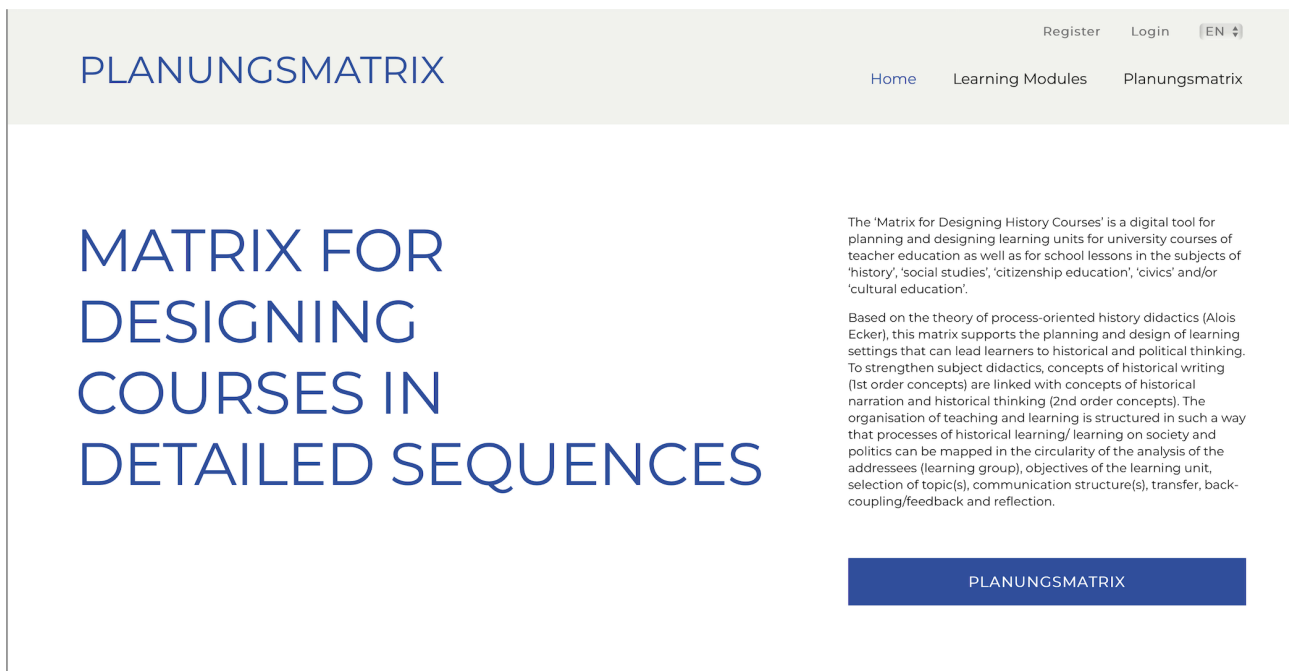 Register Login EN
PLANUNGSMATRIX
Home Learning Modules Planungsmatrix
MATRIX FOR
DESIGNING
COURSES IN
DETAILED SEQUENCES
The ‘Matrix for Designing History Courses’ is a digital tool for
planning and designing learning units for university courses of
teacher education as well as for school lessons in the subjects of
‘history’, ‘social studies’, ‘citizenship education’, ‘civics’ and/or
‘cultural education’.
Based on the theory of process-oriented history didactics (Alois
Ecker), this matrix supports the planning and design of learning
settings that can lead learners to historical and political thinking.
To strengthen subject didactics, concepts of historical writing
(1st order concepts) are linked with concepts of historical
narration and historical thinking (2nd order concepts). The
organisation of teaching and learning is structured in such a way
that processes of historical learning/ learning on society and
politics can be mapped in the circularity of the analysis of the
addressees (learning group), objectives of the learning unit,
selection of topic(s), communication structure(s), transfer, back-
coupling/feedback and reflection.
PLANUNGSMATRIX